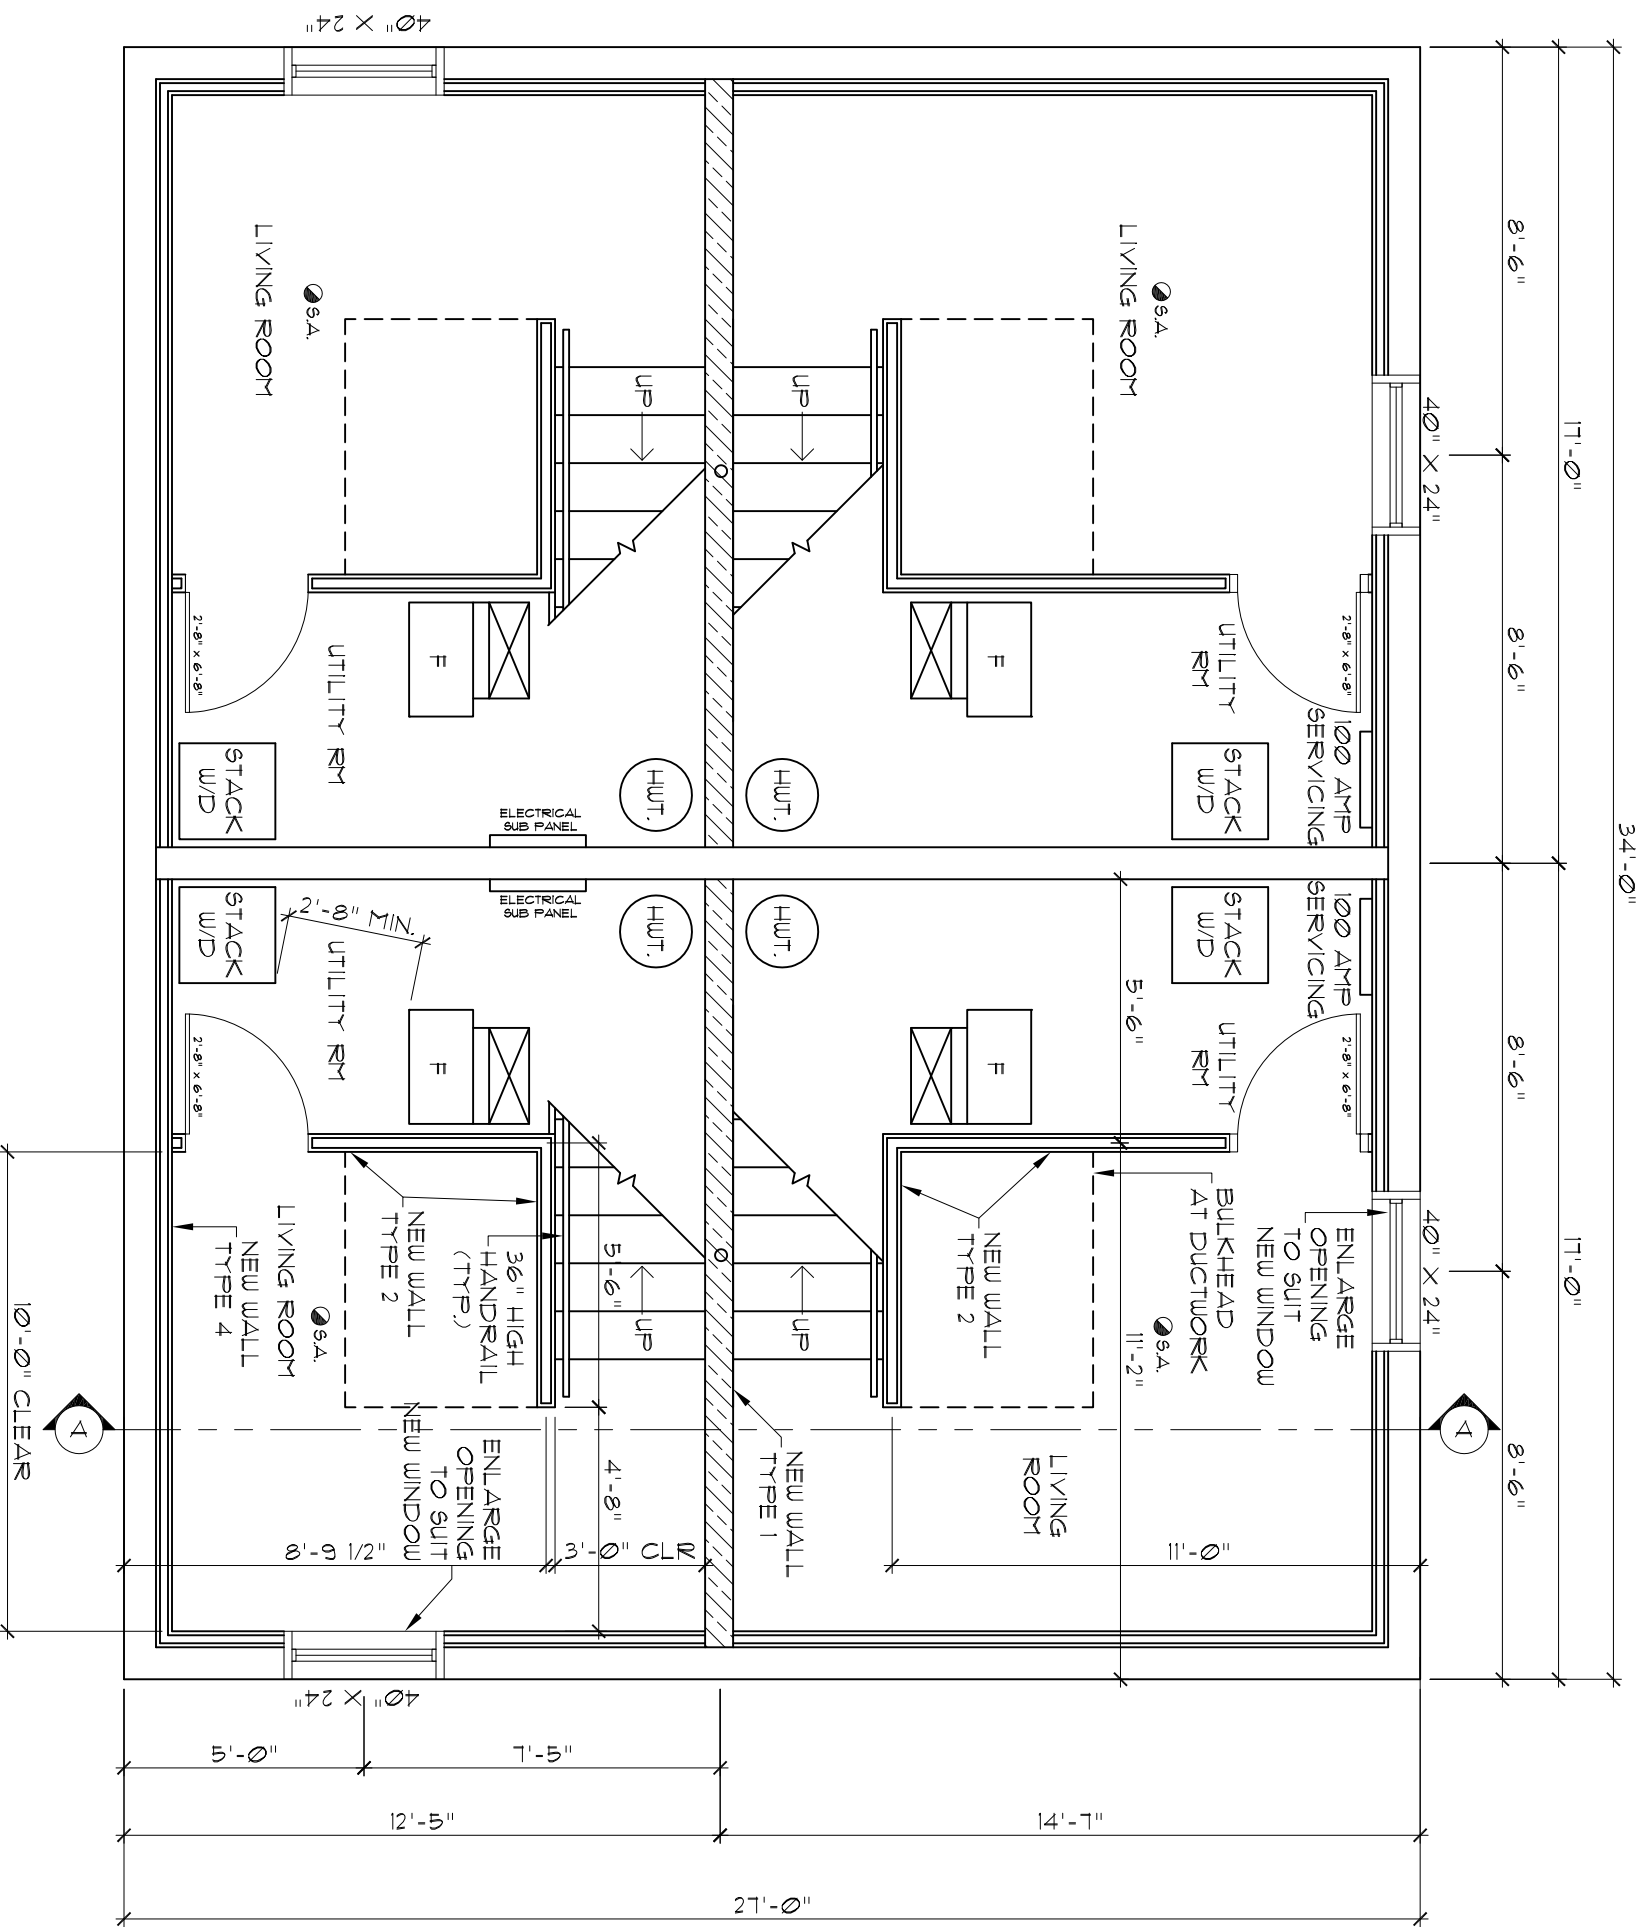 40" X 24"
34'-0"
17'-0"
17'-0"
8'-6"
8'-6"
8'-6"
8'-6"
40" X 24"
40" X 24"
LIVING ROOM
S.A.
UP
UP
LIVING ROOM
S.A.
2'-8" x 6'-8"
UTILITY RM
F
F
UTILITY
RM
2'-8" x 6'-8"
100 AMP
SERVICING
STACK
W/D
HWT.
HWT.
STACK
W/D
ELECTRICAL
SUB PANEL
ELECTRICAL
SUB PANEL
STACK
W/D
2'-8" MIN.
HWT.
HWT.
STACK
W/D
100 AMP
SERVICING
UTILITY RM
F
F
5'-6"
UTILITY
RM
2'-8" x 6'-8"
2'-8" x 6'-8"
LIVING ROOM
S.A.
NEW WALL
TYPE 4
NEW WALL
TYPE 2
36" HIGH
HANDRAIL
(TYP.)
5'-6"
UP
UP
NEW WALL
TYPE 2
BULKHEAD
AT DUCTWORK
ENLARGE
OPENING
TO SUIT
NEW WINDOW
S.A.
11'-2"
10'-0" CLEAR
A
A
ENLARGE
OPENING
TO SUIT
NEW WINDOW
4'-8"
NEW WALL
TYPE 1
LIVING
ROOM
8'-9 1/2"
3'-0" CLR
11'-0"
40" X 24"
5'-0"
7'-5"
12'-5"
14'-7"
27'-0"